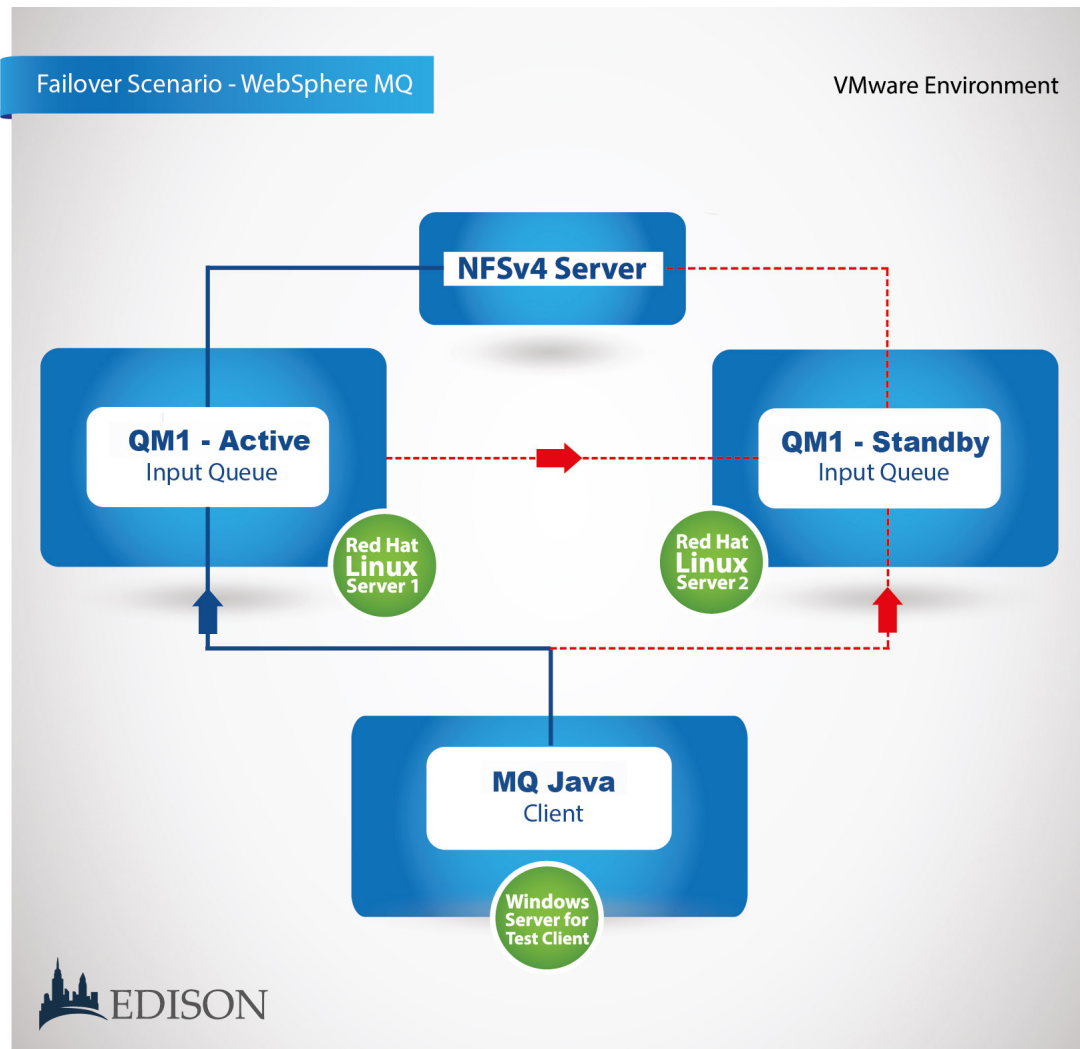 Failover Scenario - WebSphere MQ
VMware Environment
NFSv4 Server
QM1 - Active
Input Queue
QM1 - Standby
Input Queue
Red Hat
Linux
Server 1
Red Hat
Linux
Server 2
MQ Java
Client
Windows
Server for
Test Client
EDISON